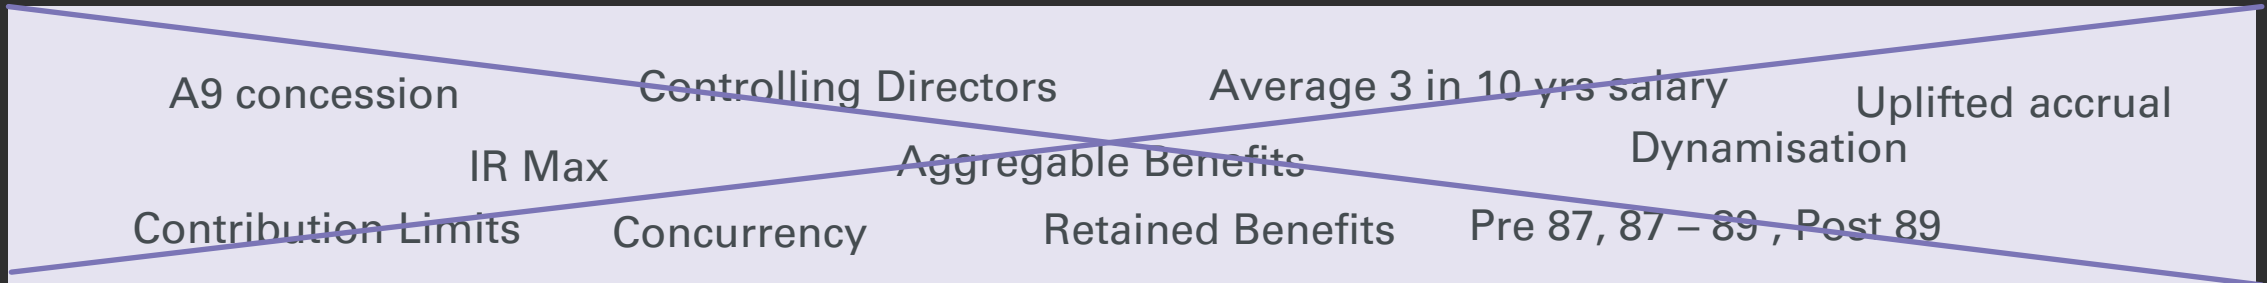 A9 concession
Controlling Directors
Average 3 in 10 yrs salary
Uplifted accrual
IR Max
Aggregable Benefits
Dynamisation
Contribution Limits
Concurrency
Retained Benefits
Pre 87, 87 – 89 , Post 89